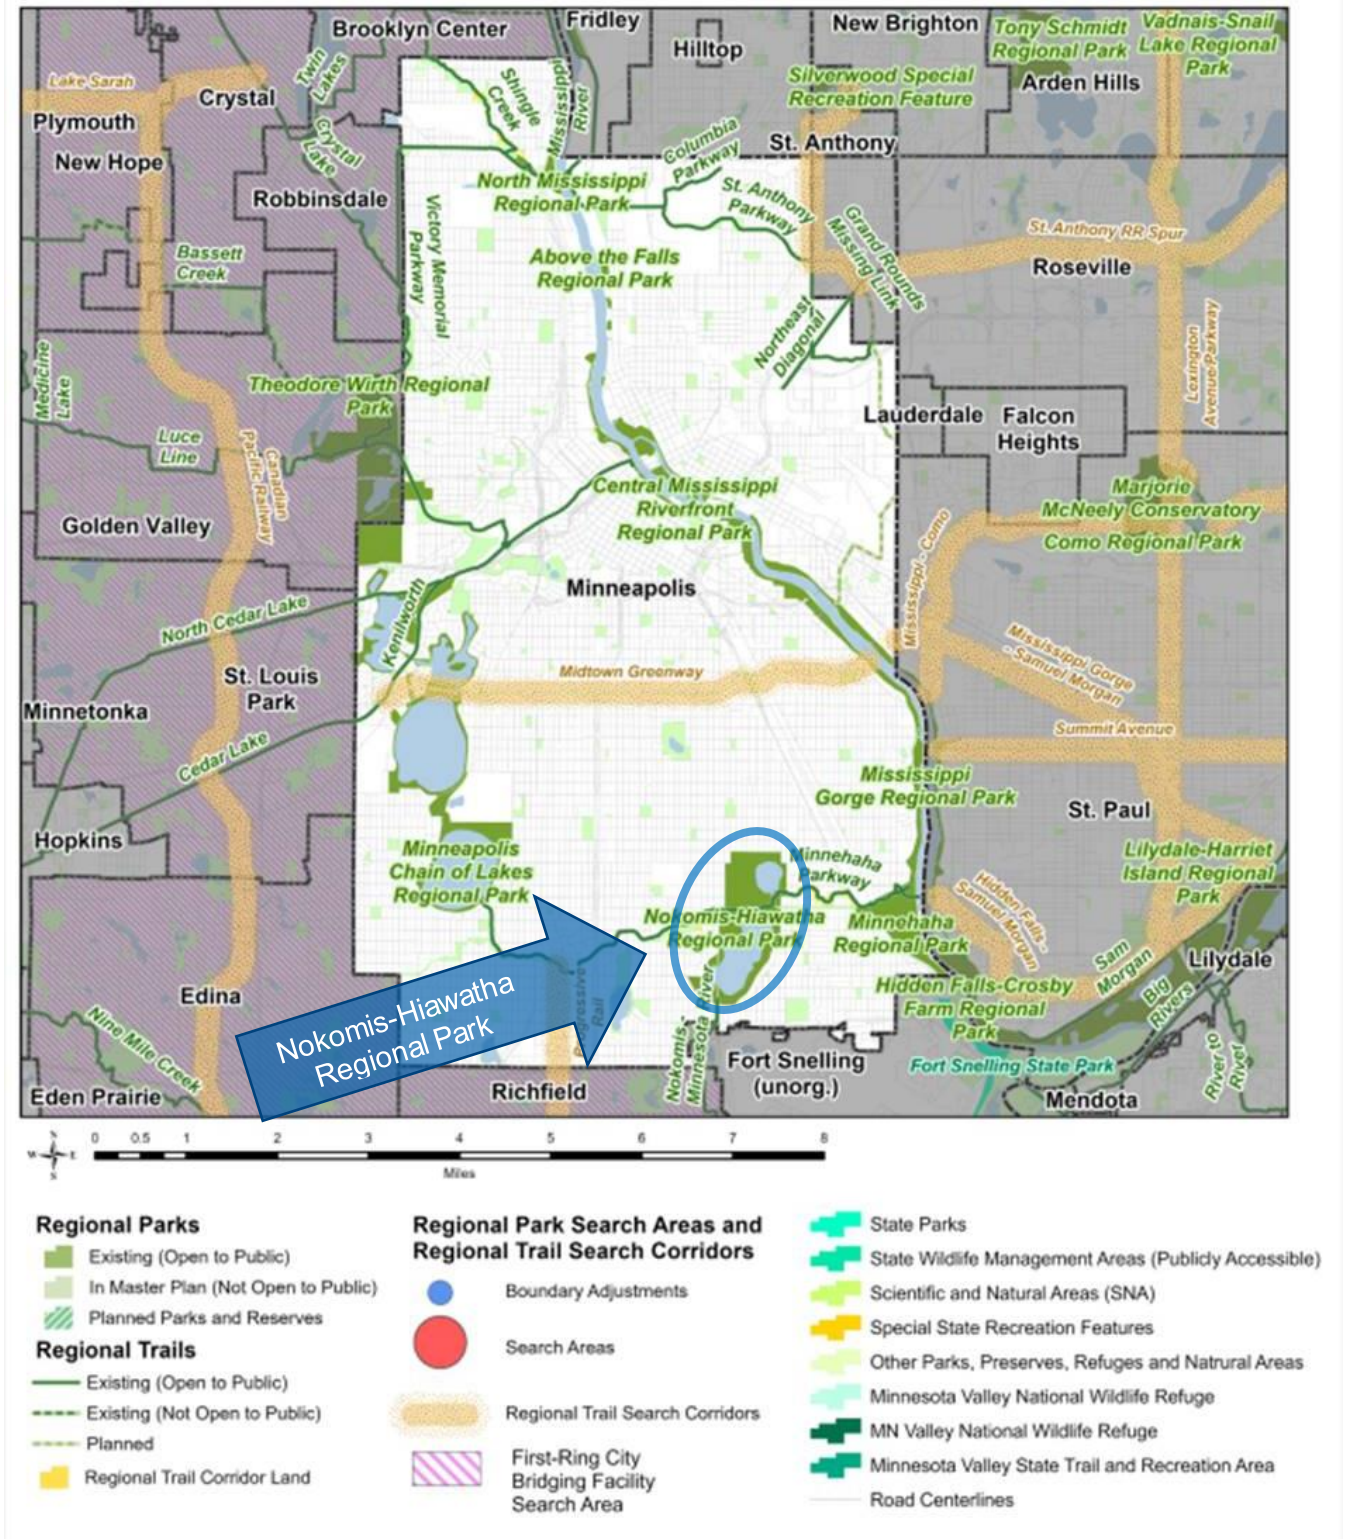 Brooklyn Center
Fridley
Hilltop
New Brighton
Tony Schmidt
Regional Park
Vadnais-Snail
Lake Regional
Park
Lake Sarah
Crystal
Twin
Lakes
Shingle
Creek
Mississippi
River
Silverwood Special
Recreation Feature
Arden Hills
Plymouth
New Hope
Crystal
Lake
Columbia
Parkway
St. Anthony
Robbinsdale
North Mississippi
Regional Park
St. Anthony
Parkway
Victory Memorial
Parkway
Grand Rounds
Missing Link
St. Anthony RR Spur
Bassett
Creek
Above the Falls
Regional Park
Roseville
Northeast
Diagonal
Lexington
Avenue Parkway
Medicine
Lake
Theodore Wirth Regional
Park
Lauderdale
Falcon
Heights
Luce
Line
Canadian
Pacific Railway
Central Mississippi
Riverfront
Regional Park
Marjorie
McNeely Conservatory
Como Regional Park
Golden Valley
Mississippi - Como
Minneapolis
Kenilworth
North Cedar Lake
Midtown Greenway
Mississippi Gorge
- Samuel Morgan
St. Louis
Park
Minnetonka
Summit Avenue
Cedar Lake
Mississippi
Gorge Regional Park
St. Paul
Hopkins
Minneapolis
Chain of Lakes
Regional Park
Minnehaha
Parkway
Lilydale-Harriet
Island Regional
Park
Hidden Falls -
Samuel Morgan
Nokomis-Hiawatha
Regional Park
Minnehaha
Regional Park
Sam
Morgan
Lilydale
Edina
Nokomis-Hiawatha
Regional Park
Rail
Hidden Falls-Crosby
Farm Regional
Park
Big
Rivers
Nine Mile Creek
Nokomis-
Minnesota River
Fort Snelling
(unorg.)
Fort Snelling State Park
River to
River
Eden Prairie
Richfield
Mendota
N
W E
S
0 0.5 1 2 3 4 5 6 7 8
Miles
Regional Parks
Existing (Open to Public)
In Master Plan (Not Open to Public)
Planned Parks and Reserves
Regional Trails
Existing (Open to Public)
Existing (Not Open to Public)
Planned
Regional Trail Corridor Land
Regional Park Search Areas and
Regional Trail Search Corridors
Boundary Adjustments
Search Areas
Regional Trail Search Corridors
First-Ring City
Bridging Facility
Search Area
State Parks
State Wildlife Management Areas (Publicly Accessible)
Scientific and Natural Areas (SNA)
Special State Recreation Features
Other Parks, Preserves, Refuges and Natrural Areas
Minnesota Valley National Wildlife Refuge
MN Valley National Wildlife Refuge
Minnesota Valley State Trail and Recreation Area
Road Centerlines